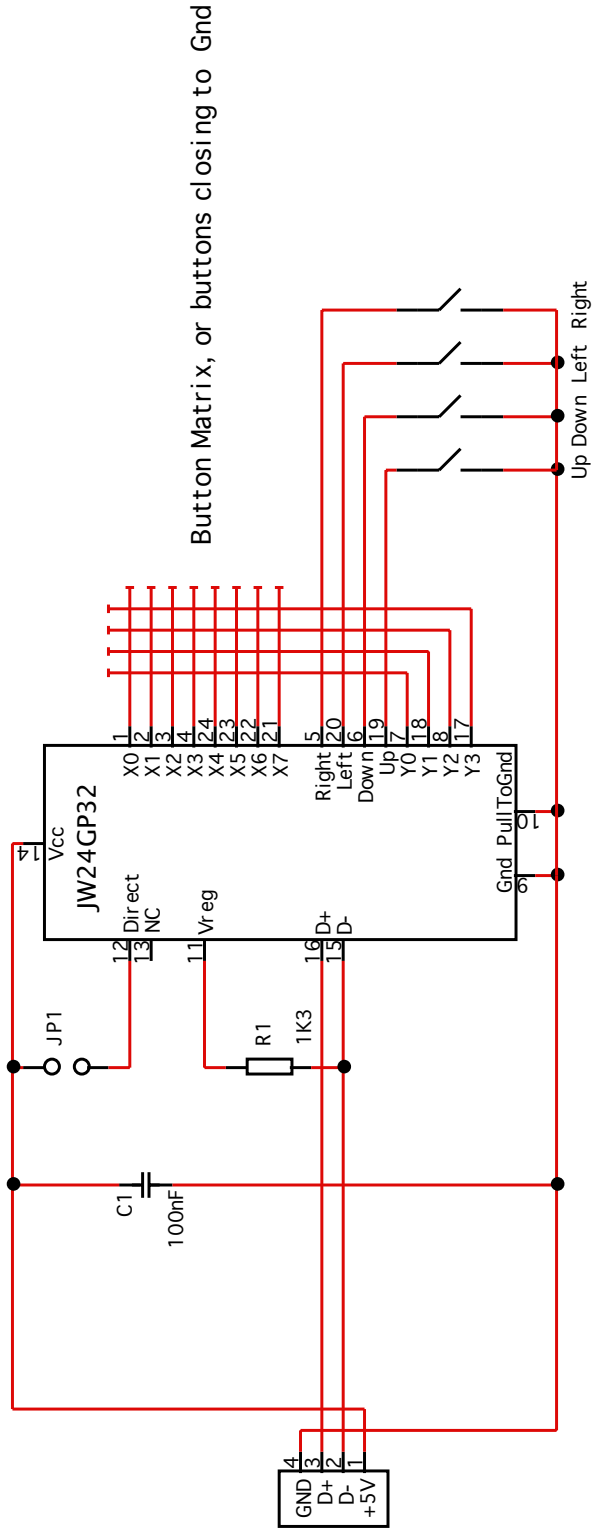 Button Matrix, or buttons closing to Gnd
JW24GP32
14
Vcc
12
Direct
13
NC
11
Vreg
16
D+
15
D-
1
X0
2
X1
3
X2
4
X3
24
X4
23
X5
22
X6
21
X7
5
Right
20
Left
6
Down
19
Up
7
Y0
18
Y1
8
Y2
17
Y3
Gnd
9
PullToGnd
10
JP1
R1
1K3
C1
100nF
4
GND
3
D+
2
D-
1
+5V
Up
Down
Left
Right